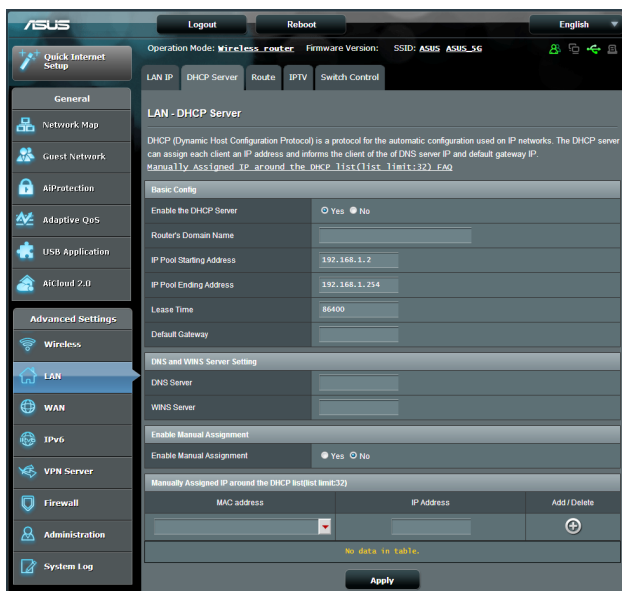 ASUS
Logout
Reboot
English
Quick Internet
Setup
Operation Mode: Wireless router Firmware Version: SSID: ASUS ASUS_5G
LAN IP
DHCP Server
Route
IPTV
Switch Control
General
Network Map
Guest Network
AiProtection
Adaptive QoS
USB Application
AiCloud 2.0
Advanced Settings
Wireless
LAN
WAN
IPv6
VPN Server
Firewall
Administration
System Log
LAN - DHCP Server
DHCP (Dynamic Host Configuration Protocol) is a protocol for the automatic configuration used on IP networks. The DHCP server
can assign each client an IP address and informs the client of the of DNS server IP and default gateway IP.
Manually Assigned IP around the DHCP list(list limit:32) FAQ
Basic Config
Enable the DHCP Server Yes No
Router's Domain Name
IP Pool Starting Address 192.168.1.2
IP Pool Ending Address 192.168.1.254
Lease Time 86400
Default Gateway
DNS and WINS Server Setting
DNS Server
WINS Server
Enable Manual Assignment
Enable Manual Assignment Yes No
Manually Assigned IP around the DHCP list(list limit:32)
MAC address IP Address Add / Delete
No data in table.
Apply